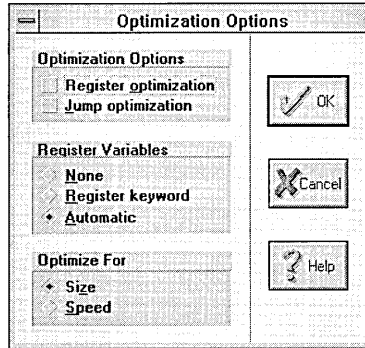 Optimization Options
Optimization Options
Register optimization
Jump optimization
Register Variables
None
Register keyword
Automatic
Optimize For
Size
Speed
OK
Cancel
Help